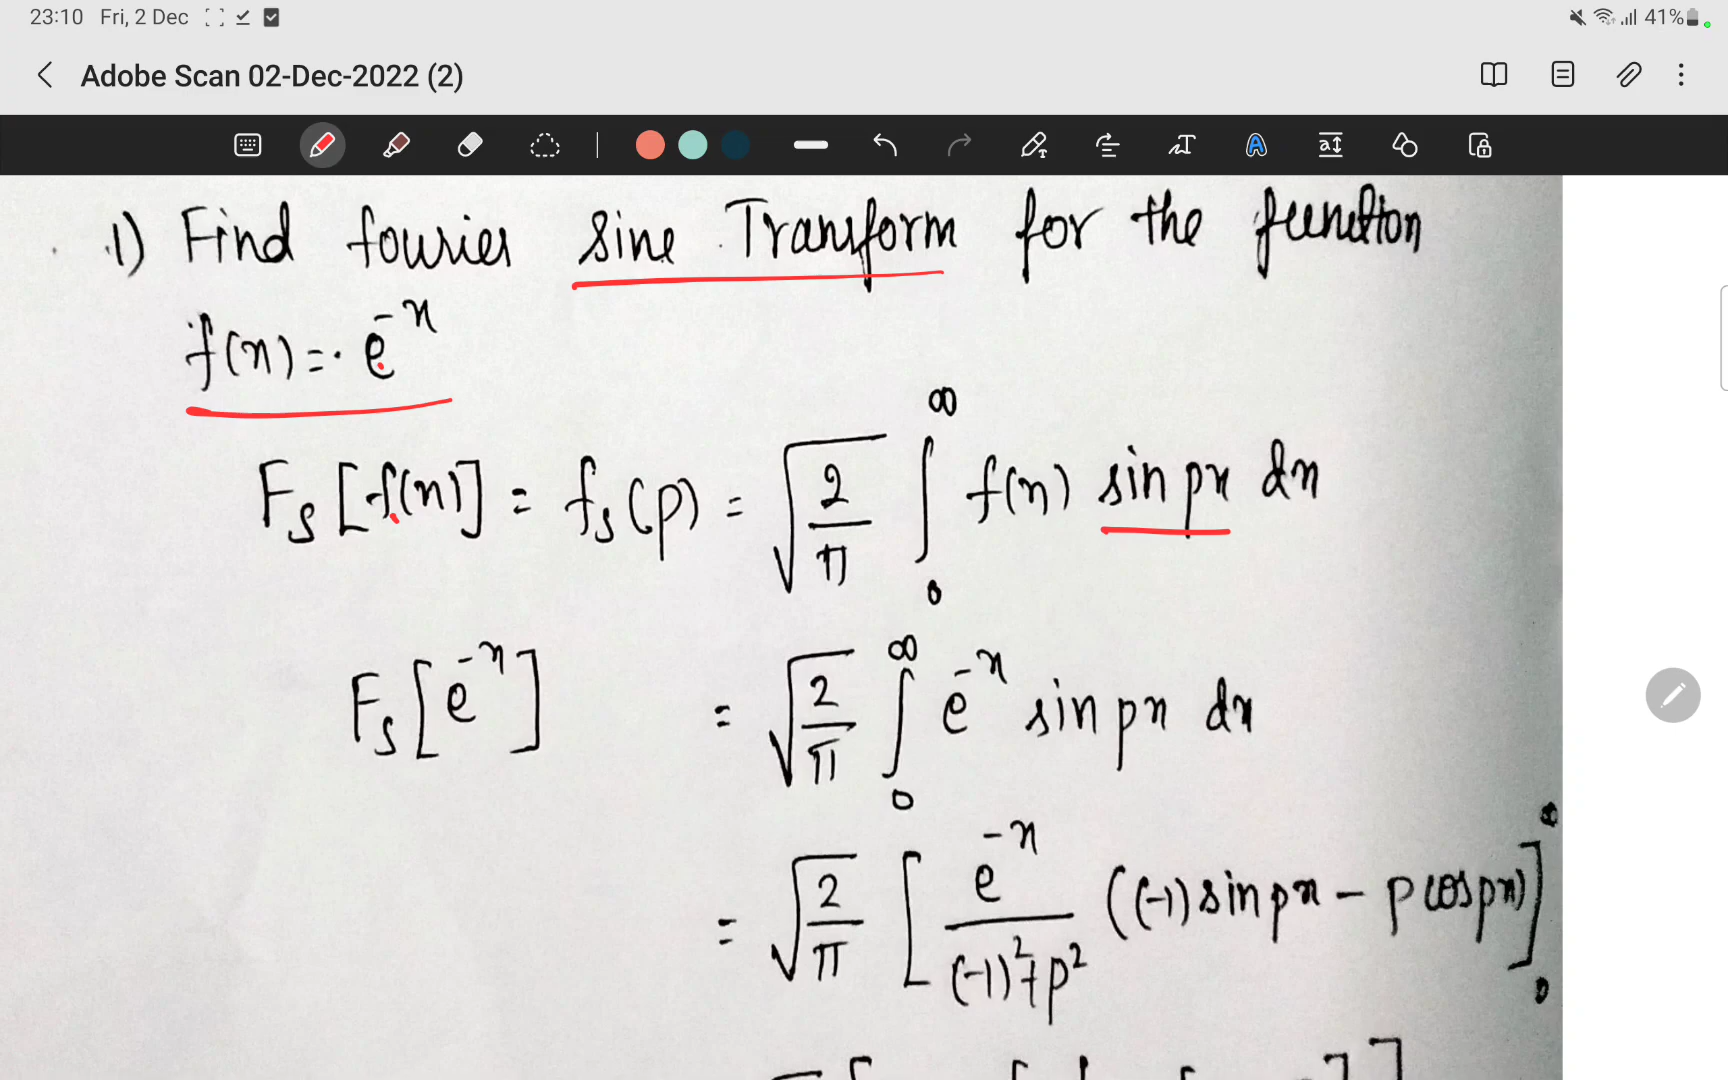 23:10 Fri, 2 Dec 41%
Adobe Scan 02-Dec-2022 (2)
1) Find fourier sine Transform for the function
f(x) = e^-x
Fs [f(x)] = fs(p) = √(2/π) ∫₀^∞ f(x) sin px dx
Fs [e^-x] = √(2/π) ∫₀^∞ e^-x sin px dx
= √(2/π) [ e^-x / ((-1)²+p²) ((-1) sin px - p cos px) ]₀^∞